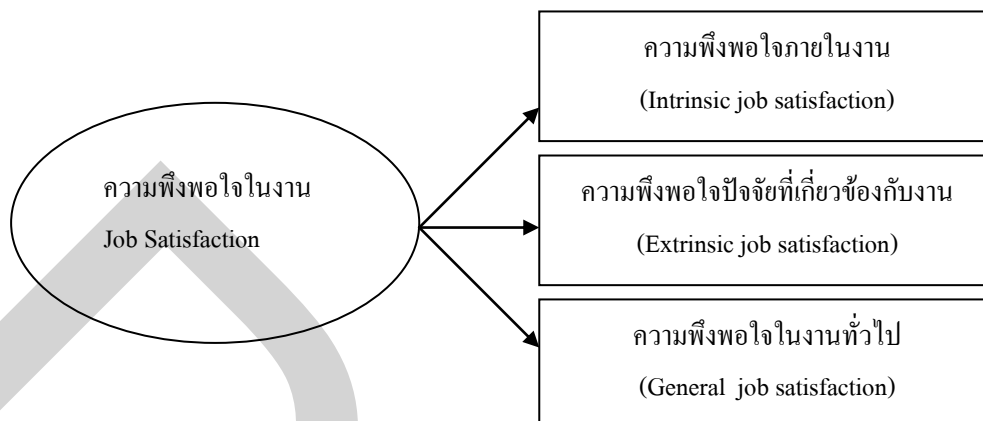 ความพึงพอใจในงาน
Job Satisfaction
ความพึงพอใจภายในงาน
(Intrinsic job satisfaction)
ความพึงพอใจปัจจัยที่เกี่ยวข้องกับงาน
(Extrinsic job satisfaction)
ความพึงพอใจในงานทั่วไป
(General job satisfaction)